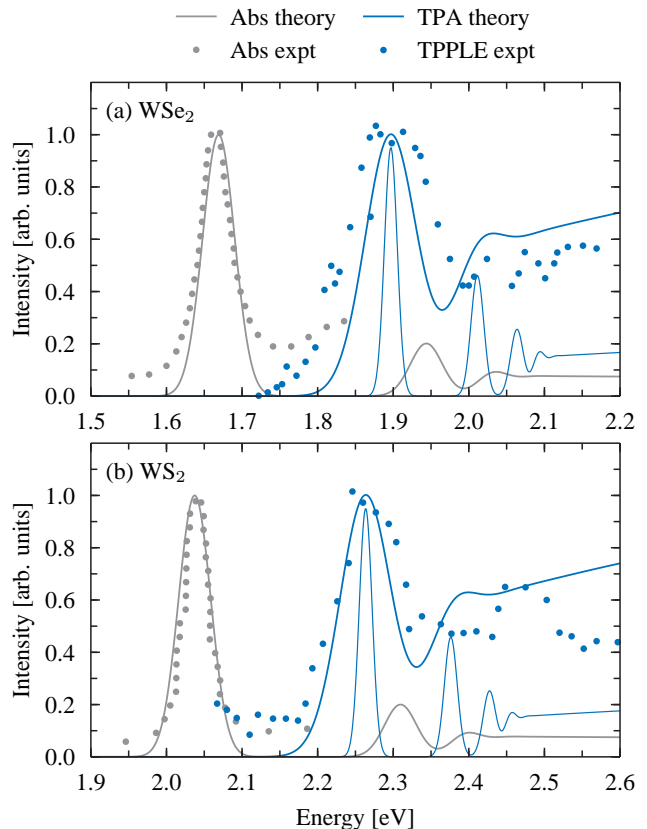 Abs theory TPA theory
Abs expt TPPLE expt
(a) WSe₂
1.0
0.8
0.6
0.4
0.2
0.0
Intensity [arb. units]
1.5 1.6 1.7 1.8 1.9 2.0 2.1 2.2
(b) WS₂
1.0
0.8
0.6
0.4
0.2
0.0
Intensity [arb. units]
1.9 2.0 2.1 2.2 2.3 2.4 2.5 2.6
Energy [eV]